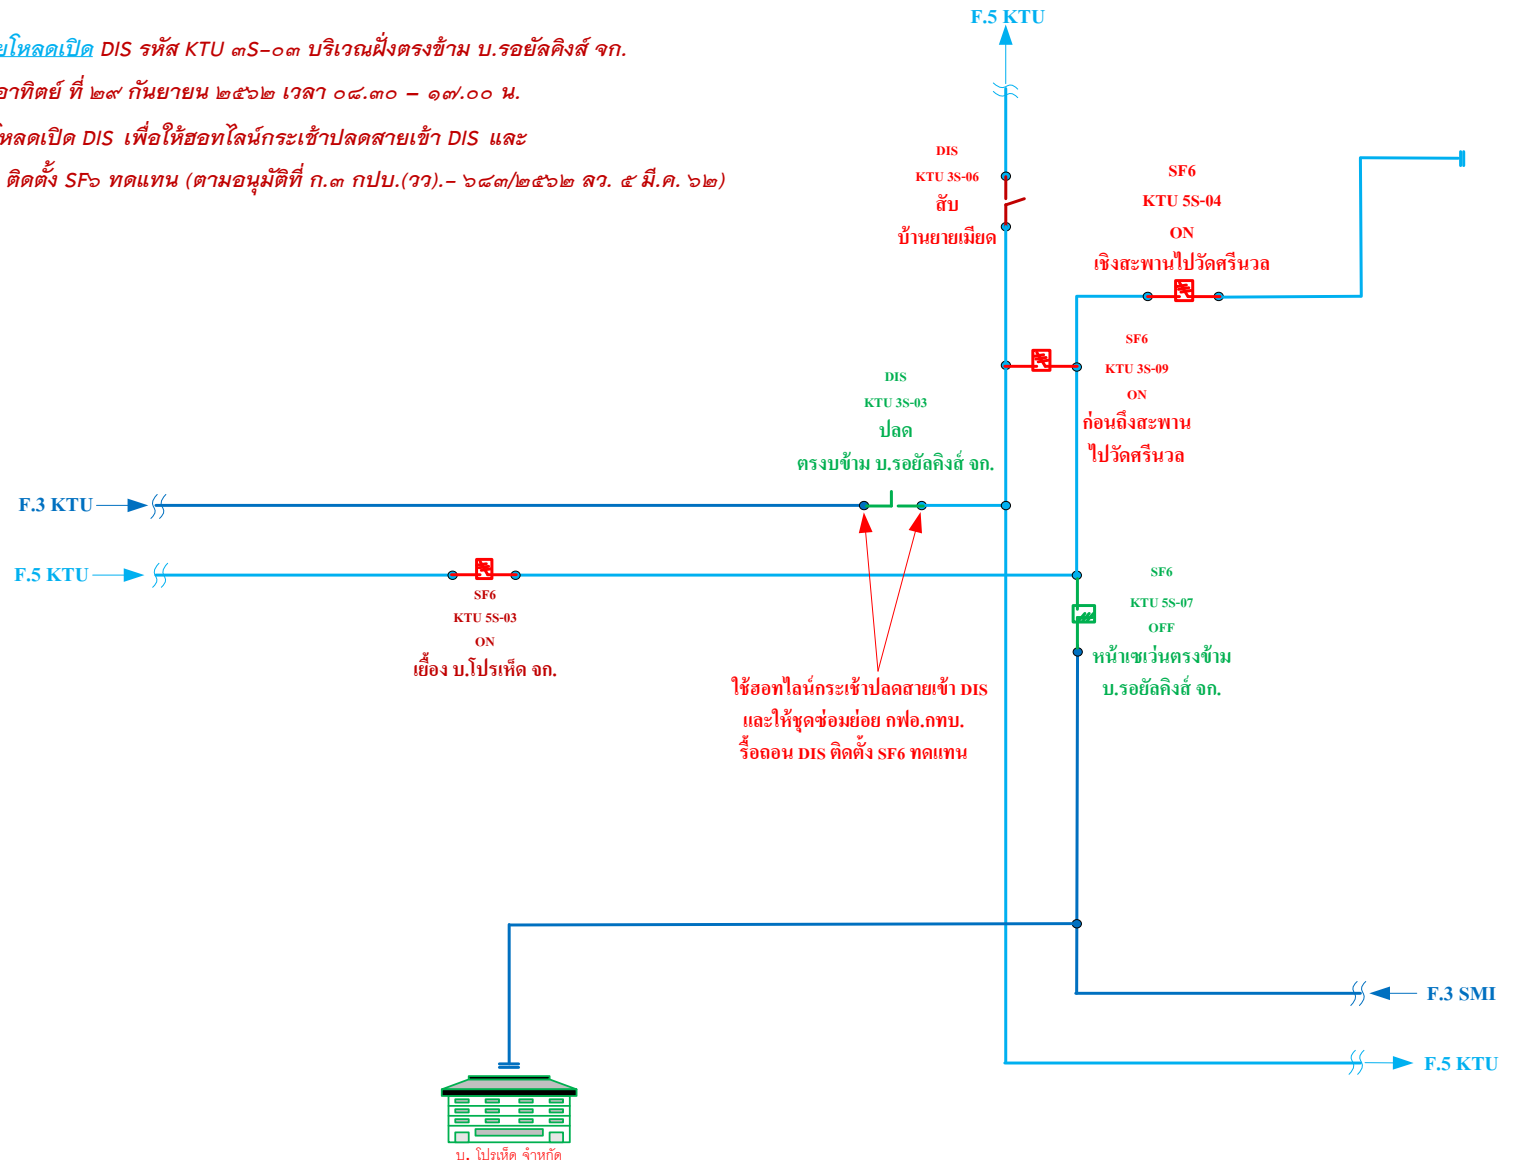 ยโหลดเปิด DIS รหัส KTU ๓S-๐๓ บริเวณฝั่งตรงข้าม บ.รอยัลคิงส์ จก.
อาทิตย์ ที่ ๒๙ กันยายน ๒๕๖๒ เวลา ๐๘.๓๐ – ๑๗.๐๐ น.
หลดเปิด DIS เพื่อให้ฮอทไลน์กระเช้าปลดสายเข้า DIS และ
ติดตั้ง SF๖ ทดแทน (ตามอนุมัติที่ ก.๓ กปบ.(วว).– ๖๘๓/๒๕๖๒ ลว. ๕ มี.ค. ๖๒)
F.5 KTU
DIS
KTU 3S-06
สับ
บ้านยายเมียด
SF6
KTU 5S-04
ON
เชิงสะพานไปวัดศรีนวล
SF6
KTU 3S-09
ON
ก่อนถึงสะพาน
ไปวัดศรีนวล
DIS
KTU 3S-03
ปลด
ตรงบข้าม บ.รอยัลคิงส์ จก.
F.3 KTU
F.5 KTU
SF6
KTU 5S-03
ON
เยื้อง บ.โปรเห็ด จก.
SF6
KTU 5S-07
OFF
หน้าเซเว่นตรงข้าม
บ.รอยัลคิงส์ จก.
ใช้ฮอทไลน์กระเช้าปลดสายเข้า DIS
และให้ชุดซ่อมย่อย กฟอ.กทบ.
รื้อถอน DIS ติดตั้ง SF6 ทดแทน
F.3 SMI
F.5 KTU
บ. โปรเห็ด จำหกัด